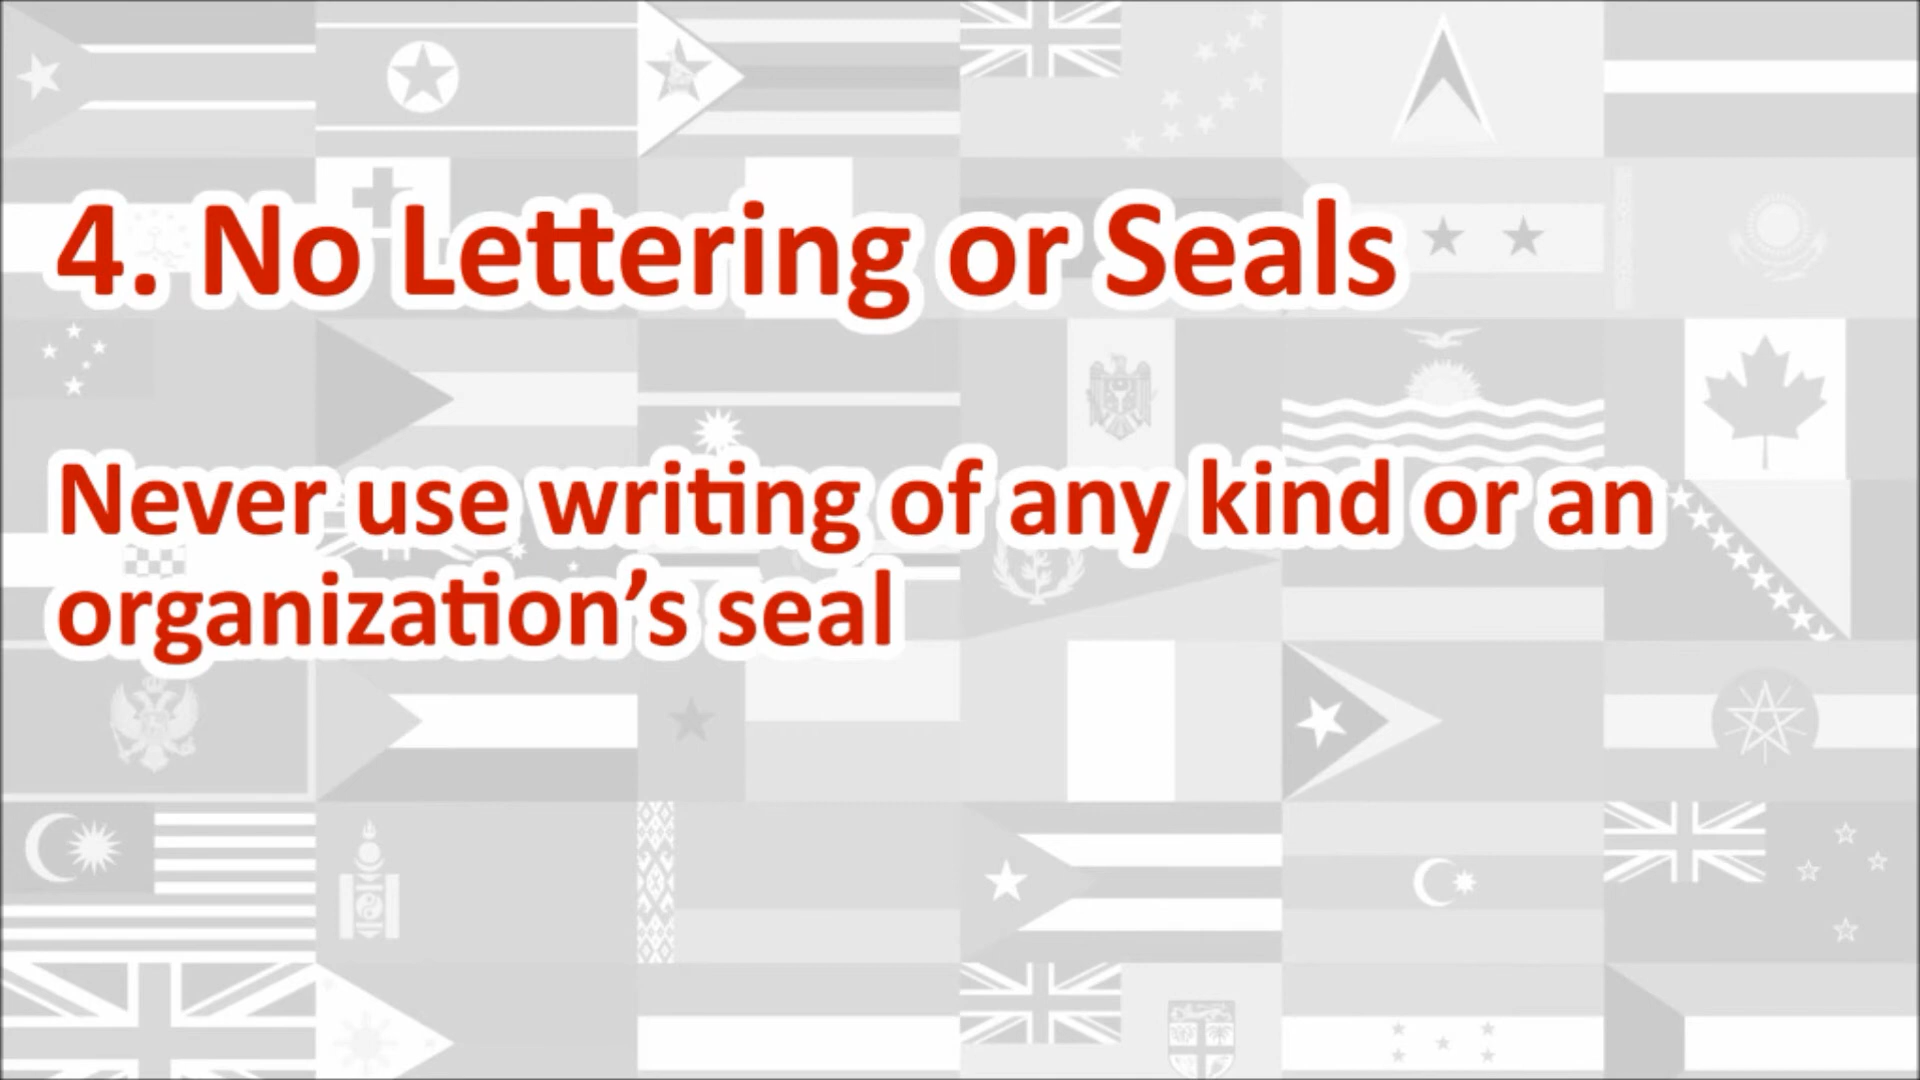 4. No Lettering or Seals
Never use writing of any kind or an
organization’s seal